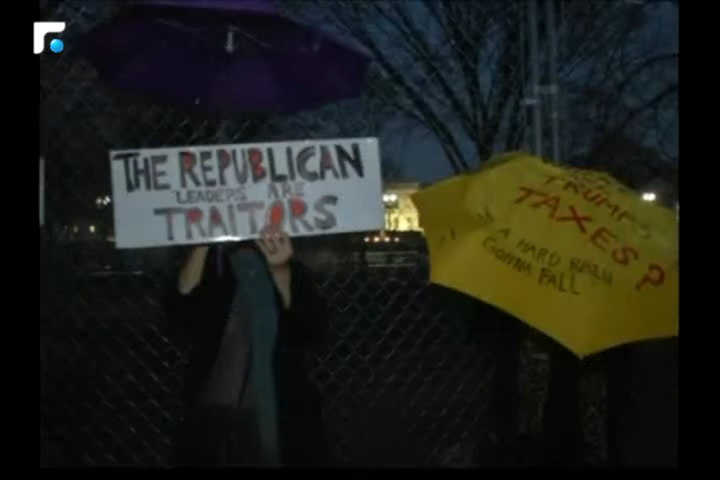 THE REPUBLICAN
LEADERS ARE
TRAITORS
TRUMP'S
TAXES?
A HARD RAIN
GONNA FALL